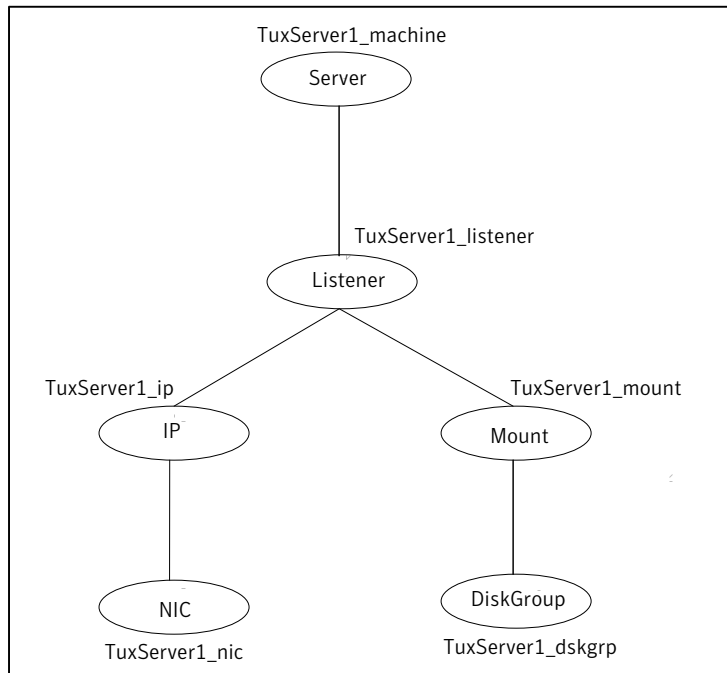 TuxServer1_machine
Server
TuxServer1_listener
Listener
TuxServer1_ip
TuxServer1_mount
IP
Mount
NIC
DiskGroup
TuxServer1_nic
TuxServer1_dskgrp